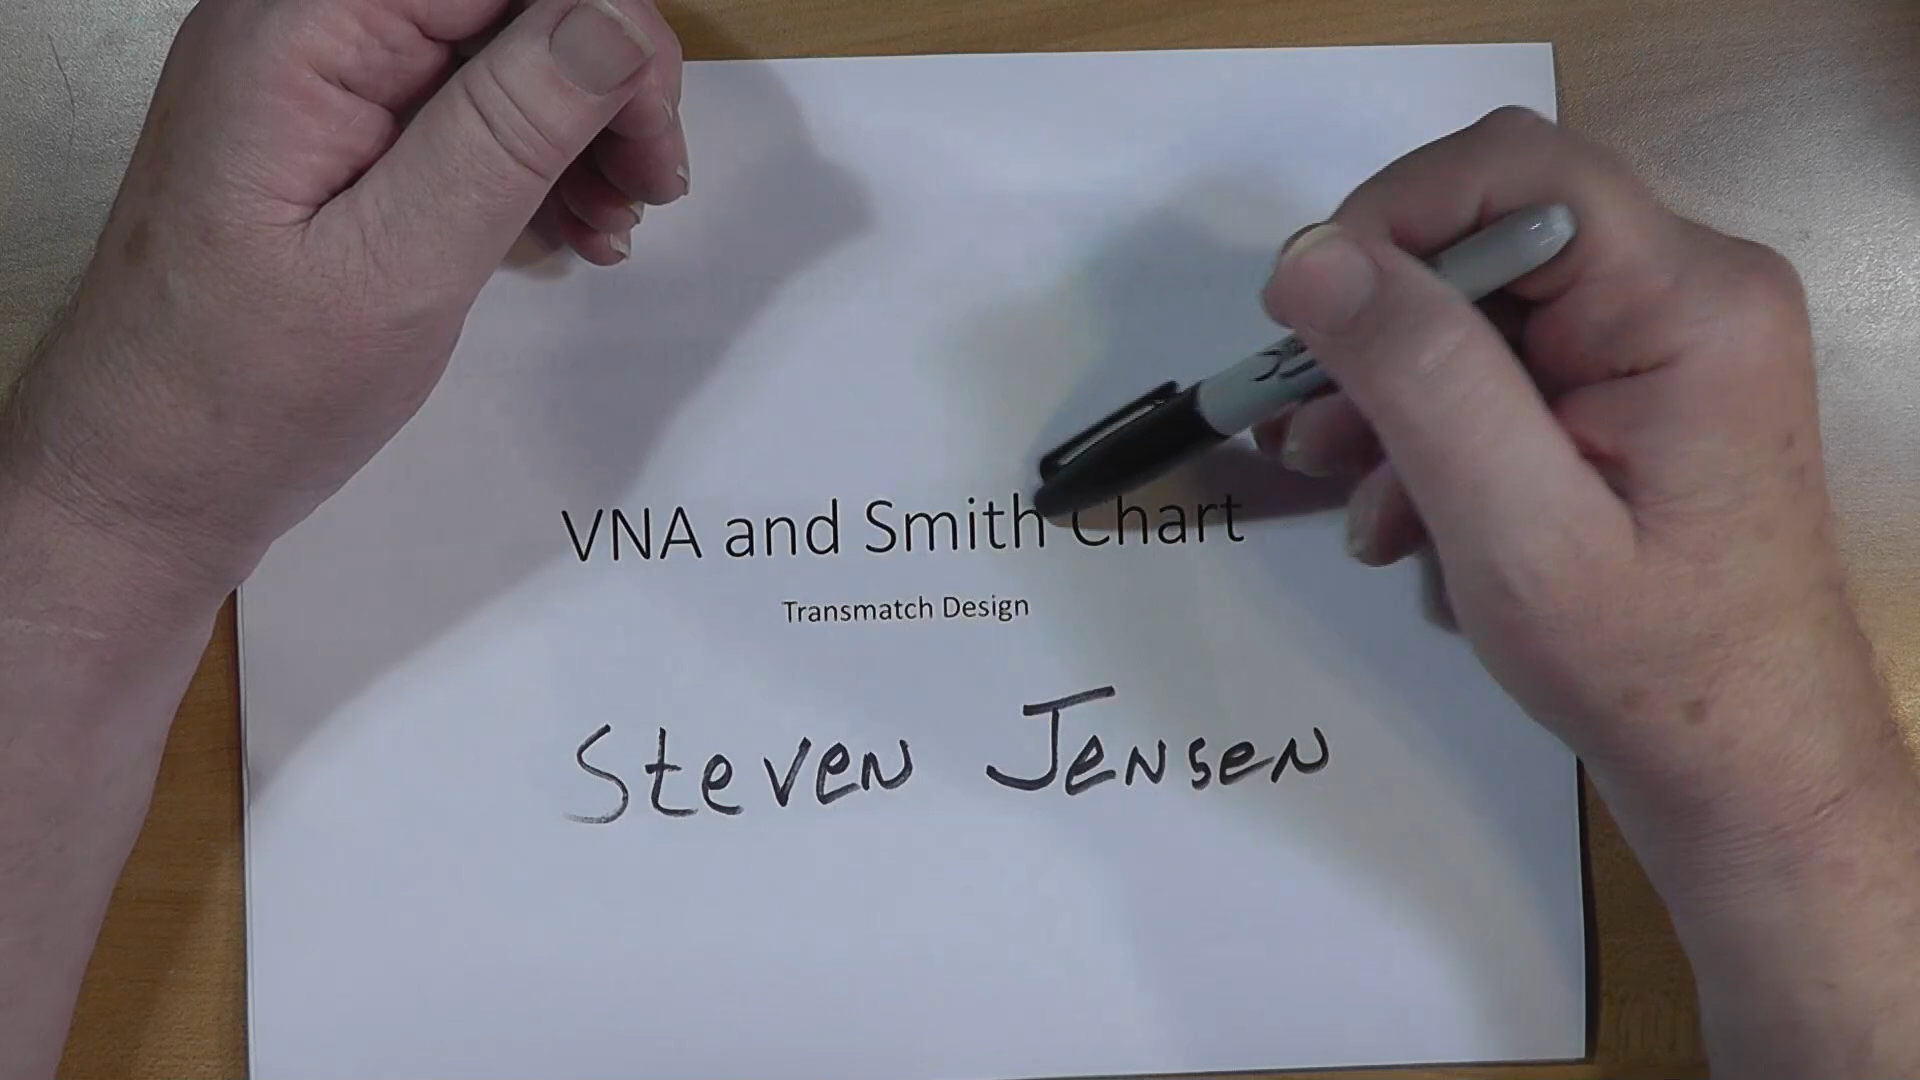 VNA and Smith Chart
Transmatch Design
Steven Jensen